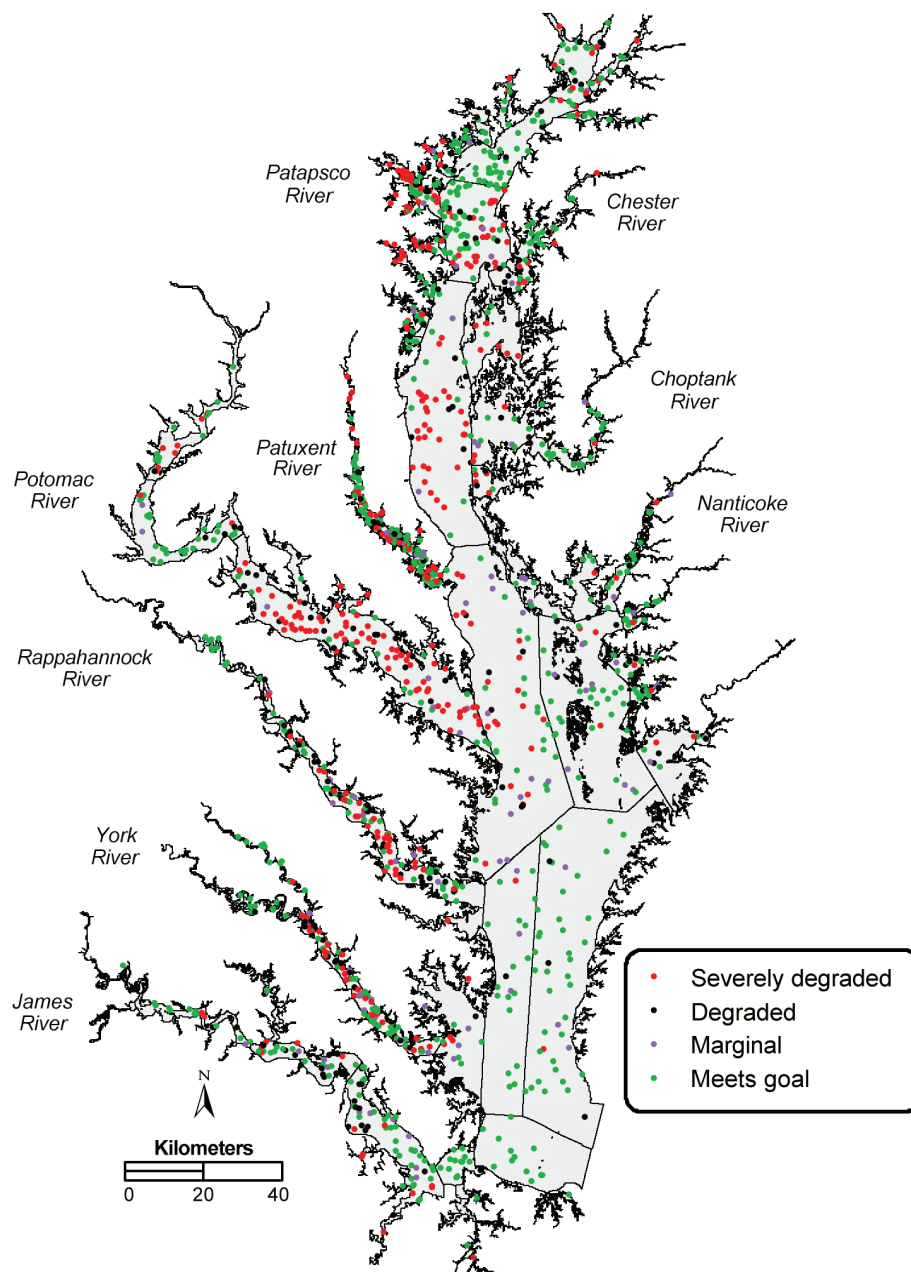 Patapsco
River
Chester
River
Choptank
River
Patuxent
River
Potomac
River
Nanticoke
River
Rappahannock
River
York
River
James
River
N
Kilometers
0 20 40
Severely degraded
Degraded
Marginal
Meets goal